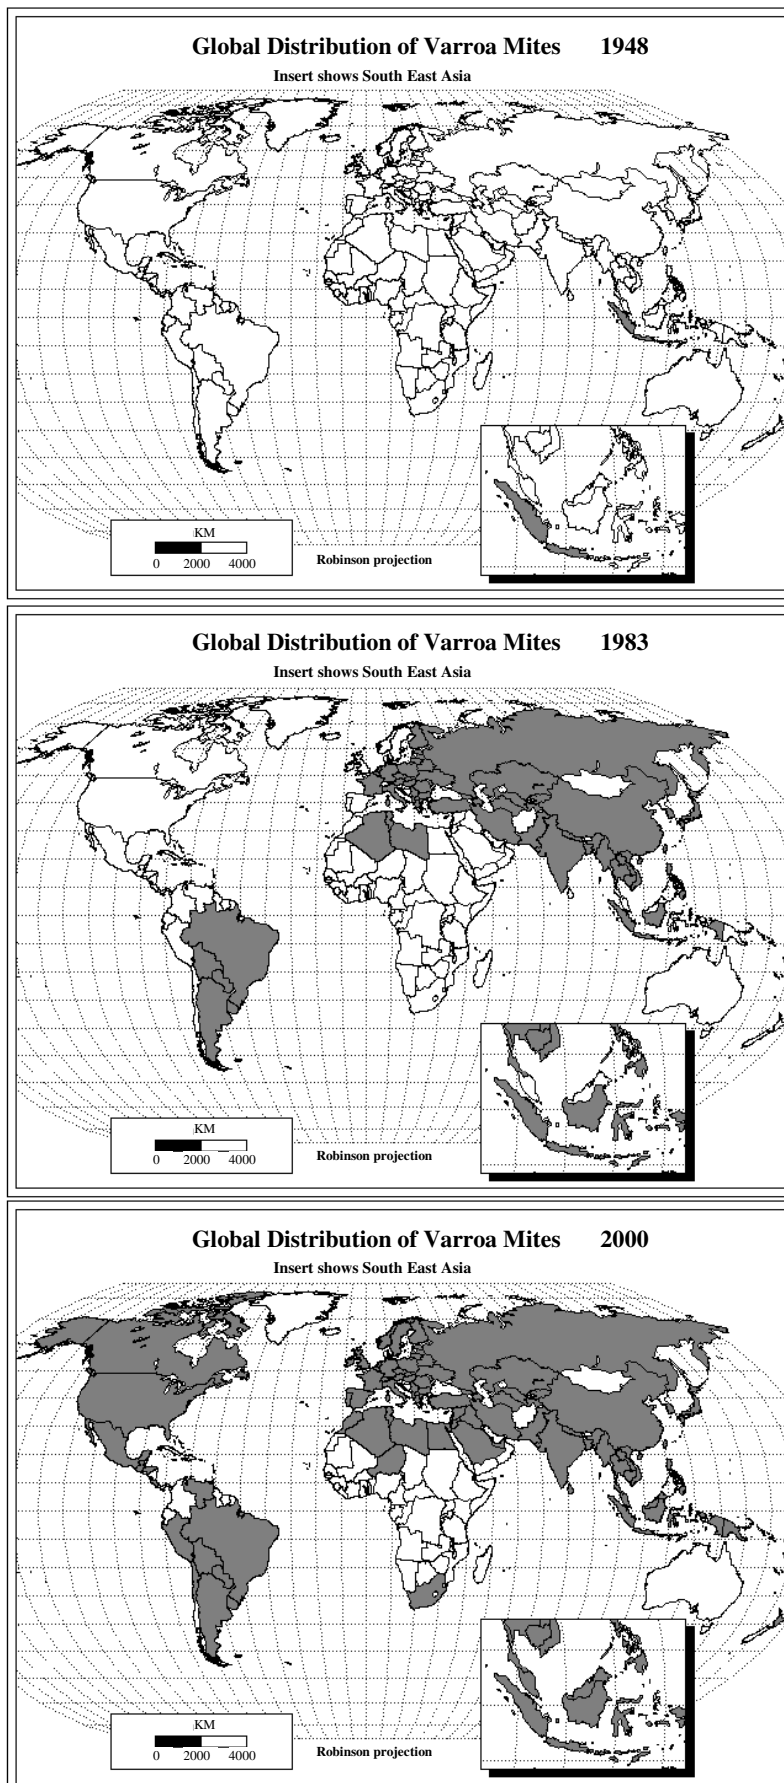 Global Distribution of Varroa Mites 1948
Insert shows South East Asia
KM
0 2000 4000
Robinson projection
Global Distribution of Varroa Mites 1983
Insert shows South East Asia
KM
0 2000 4000
Robinson projection
Global Distribution of Varroa Mites 2000
Insert shows South East Asia
KM
0 2000 4000
Robinson projection